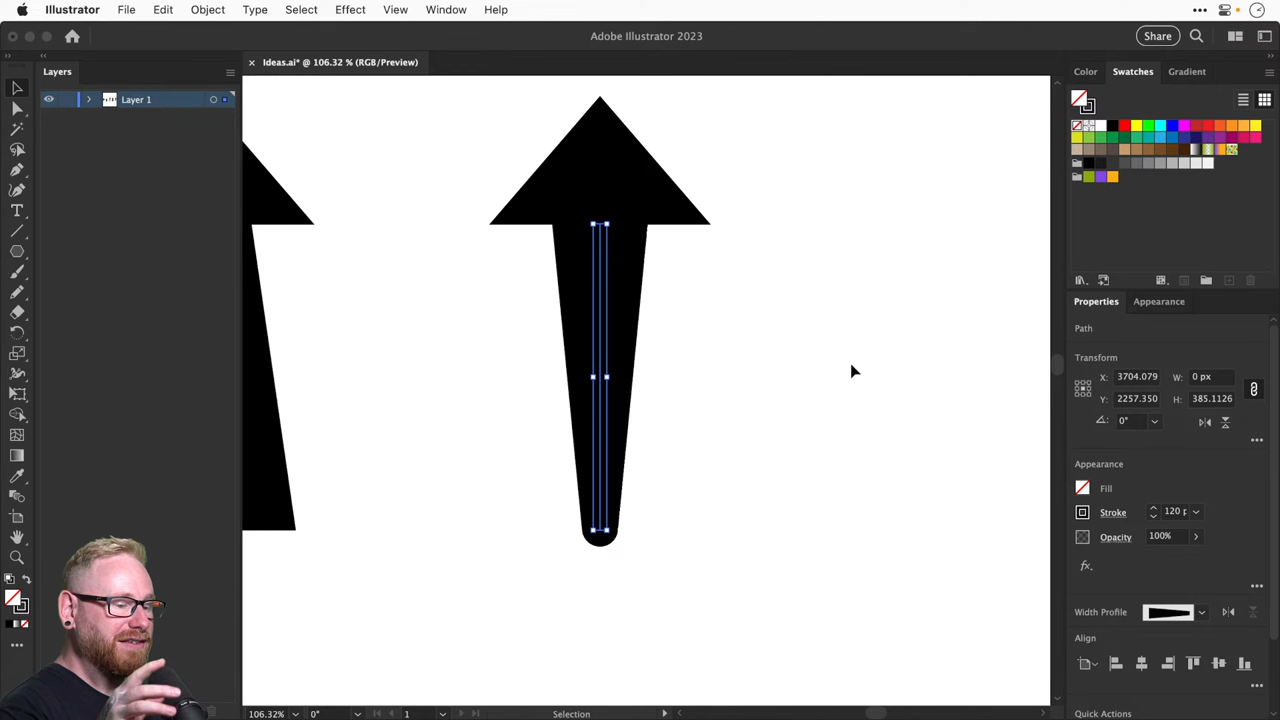 Illustrator File Edit Object Type Select Effect View Window Help
Adobe Illustrator 2023
Share
Layers
× Ideas.ai* @ 106.32 % (RGB/Preview)
Color Swatches Gradient
Layer 1
Properties Appearance
Path
Transform
X: 3704.079 W: 0 px
Y: 2257.350 H: 385.1126
0°
Appearance
Fill
Stroke 120 p
Opacity 100%
fx.
Width Profile
Align
Quick Actions
106.32% 0° 1 Selection